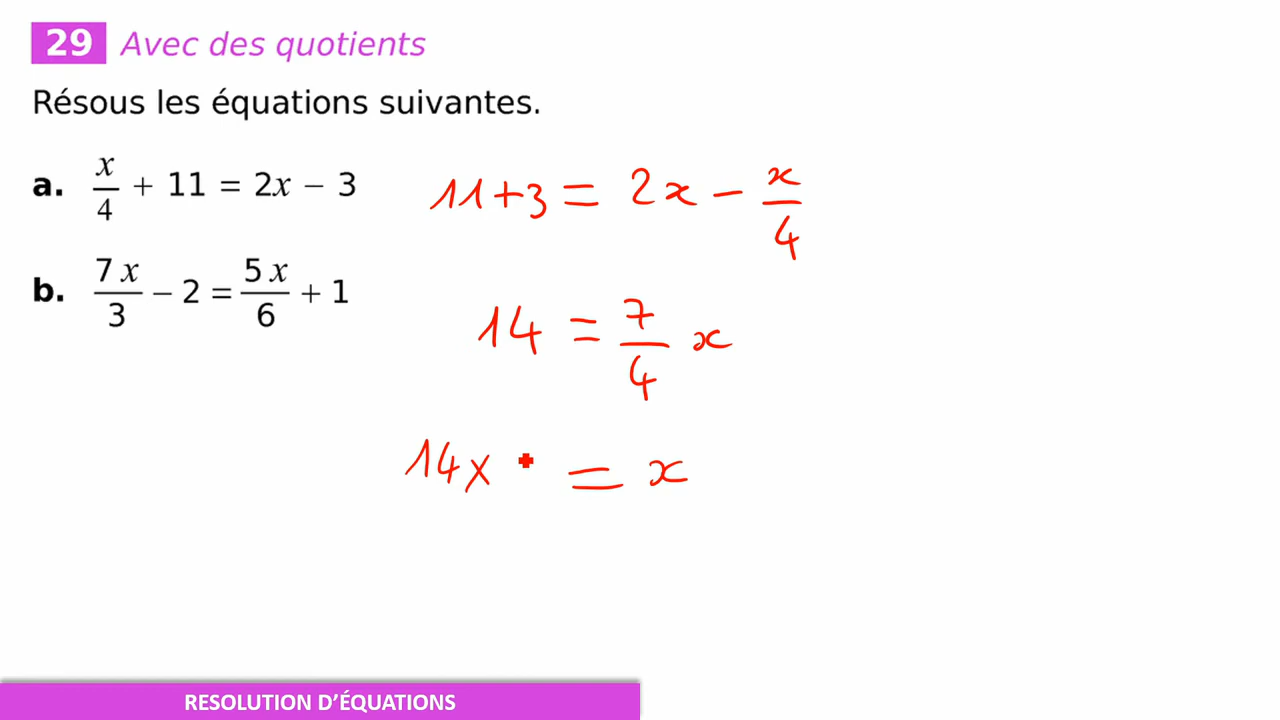 29 Avec des quotients
Résous les équations suivantes.
a. x/4 + 11 = 2x − 3
11+3 = 2x − x/4
b. 7x/3 − 2 = 5x/6 + 1
14 = 7/4 x
14× = x
RESOLUTION D'ÉQUATIONS